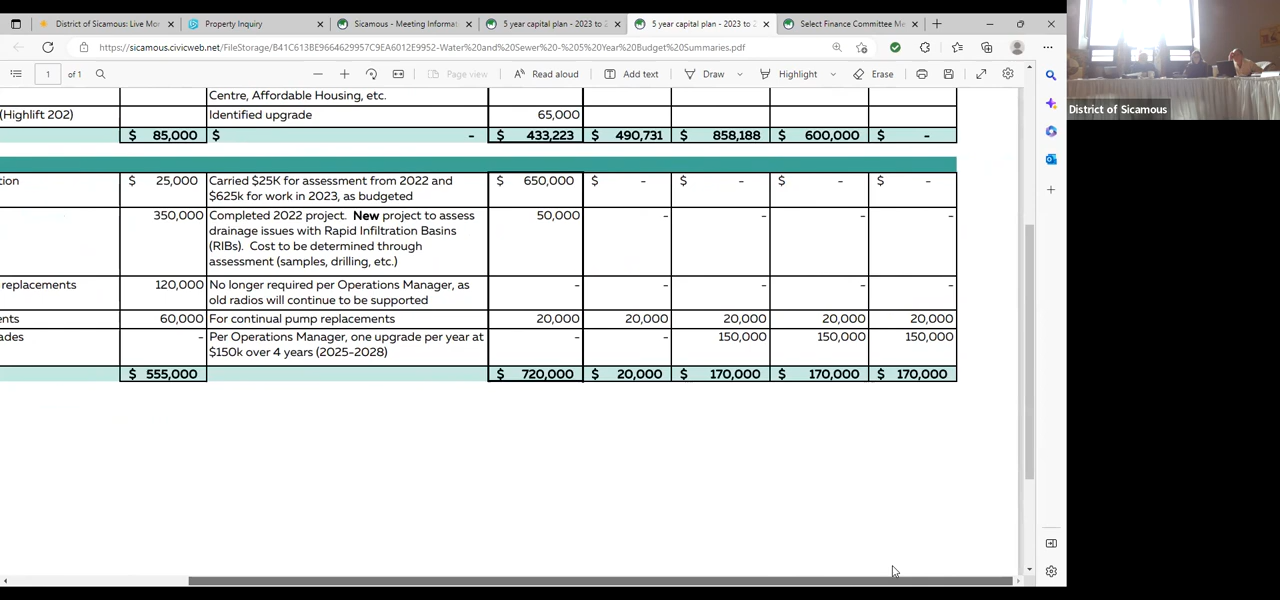 District of Sicamous: Live Mor
Property Inquiry
Sicamous - Meeting Informat
5 year capital plan - 2023 to 2
5 year capital plan - 2023 to 2
Select Finance Committee Me
https://sicamous.civicweb.net/FileStorage/B41C613BE9664629957C9EA6012E9952-Water%20and%20Sewer%20-%205%20Year%20Budget%20Summaries.pdf
1 of 1
Page view
Read aloud
Add text
Draw
Highlight
Erase
District of Sicamous
Centre, Affordable Housing, etc.
(Highlift 202) Identified upgrade 65,000
$ 85,000 $ - $ 433,223 $ 490,731 $ 858,188 $ 600,000 $ -
tion $ 25,000 Carried $25K for assessment from 2022 and $ 650,000 $ - $ - $ - $ -
$625k for work in 2023, as budgeted
350,000 Completed 2022 project. New project to assess 50,000 - - - -
drainage issues with Rapid Infiltration Basins
(RIBs). Cost to be determined through
assessment (samples, drilling, etc.)
replacements 120,000 No longer required per Operations Manager, as - - - - -
old radios will continue to be supported
ents 60,000 For continual pump replacements 20,000 20,000 20,000 20,000 20,000
ades - Per Operations Manager, one upgrade per year at - - 150,000 150,000 150,000
$150k over 4 years (2025-2028)
$ 555,000 $ 720,000 $ 20,000 $ 170,000 $ 170,000 $ 170,000